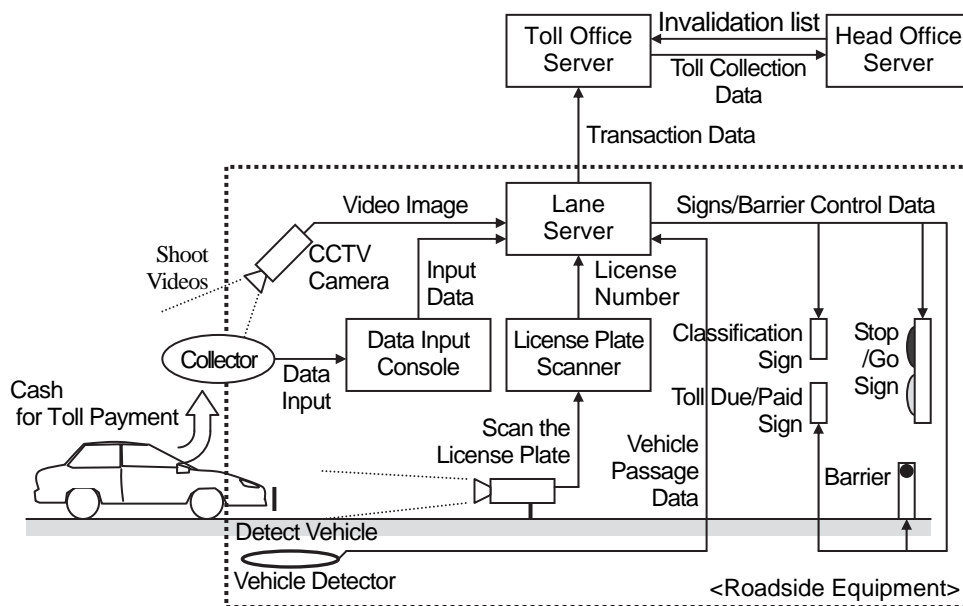 Toll Office
Server
Invalidation list
Toll Collection
Data
Head Office
Server
Transaction Data
Video Image
Lane
Server
Signs/Barrier Control Data
Shoot
Videos
CCTV
Camera
Input
Data
License
Number
Collector
Data
Input
Data Input
Console
License Plate
Scanner
Classification
Sign
Stop
/Go
Sign
Toll Due/Paid
Sign
Cash
for Toll Payment
Scan the
License Plate
Vehicle
Passage
Data
Barrier
Detect Vehicle
Vehicle Detector
<Roadside Equipment>